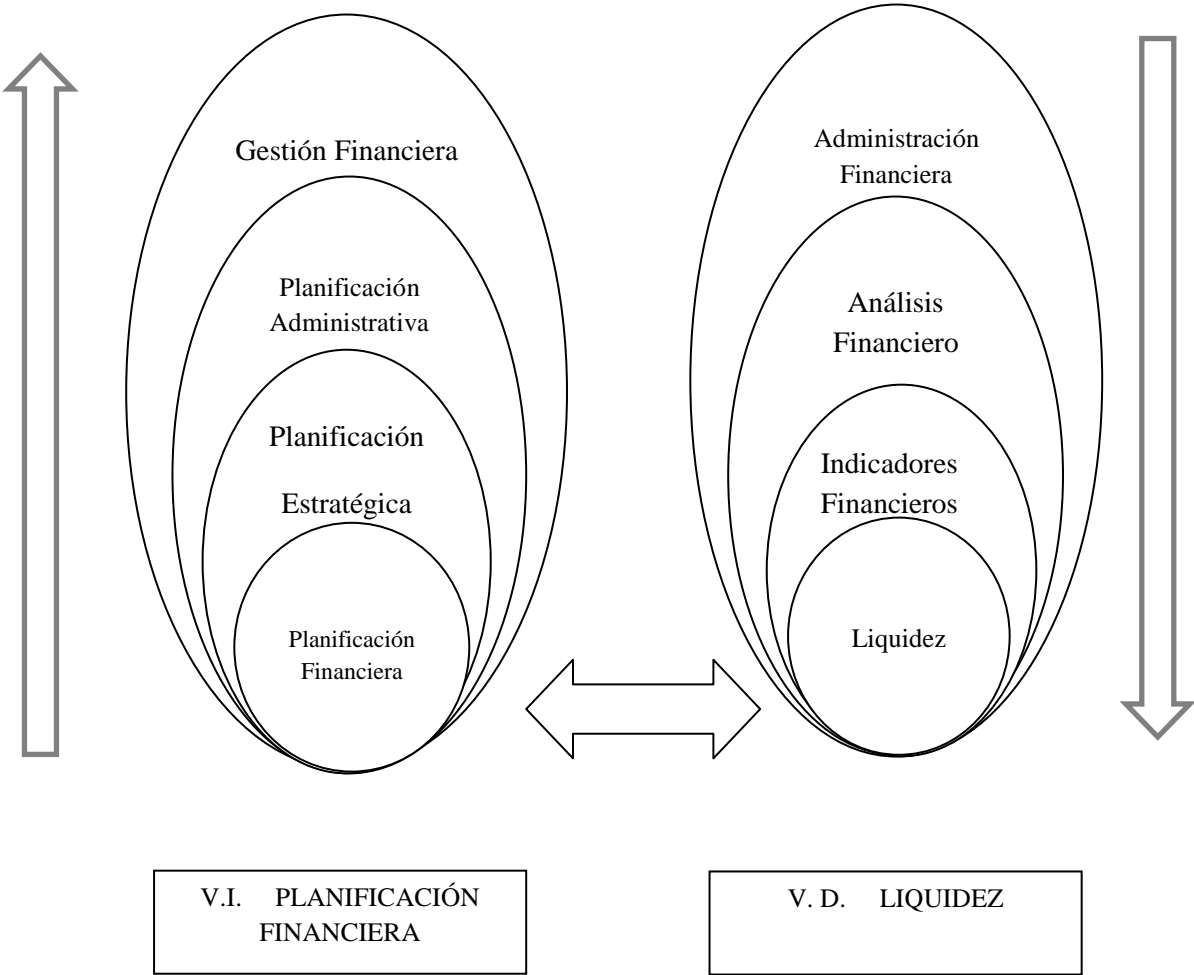 Gestión Financiera
Planificación
Administrativa
Planificación
Estratégica
Planificación
Financiera
Administración
Financiera
Análisis
Financiero
Indicadores
Financieros
Liquidez
V.I. PLANIFICACIÓN
FINANCIERA
V. D. LIQUIDEZ